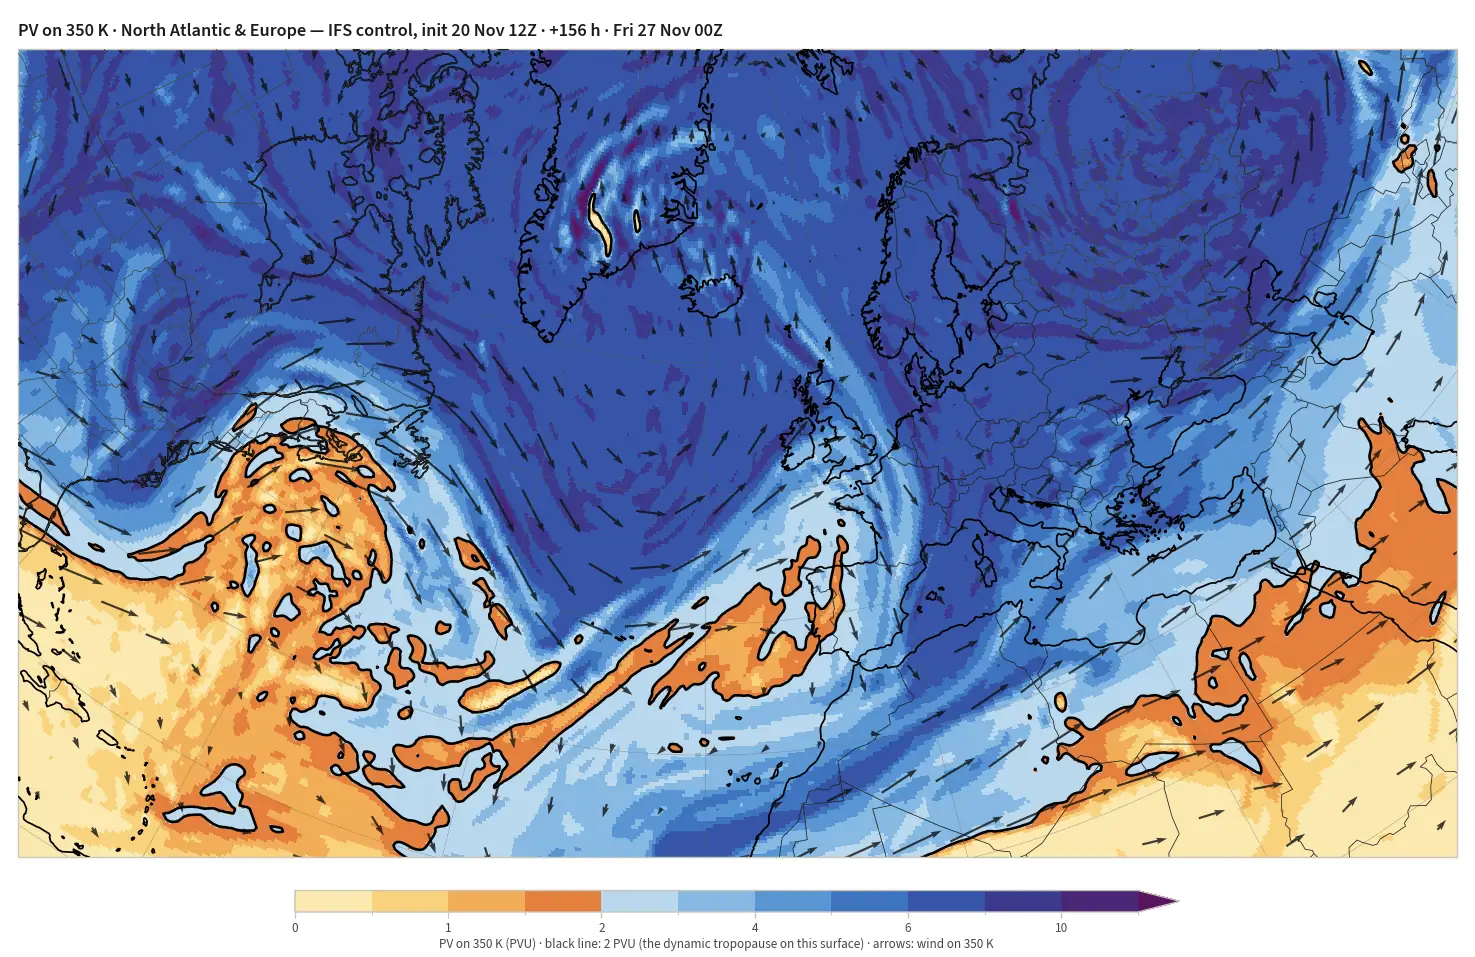 PV on 350 K · North Atlantic & Europe — IFS control, init 20 Nov 12Z · +156 h · Fri 27 Nov 00Z
0 1 2 4 6 10
PV on 350 K (PVU) · black line: 2 PVU (the dynamic tropopause on this surface) · arrows: wind on 350 K